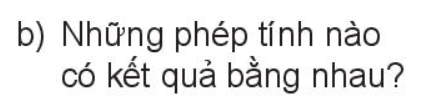 b) Những phép tính nào
có kết quả bằng nhau?